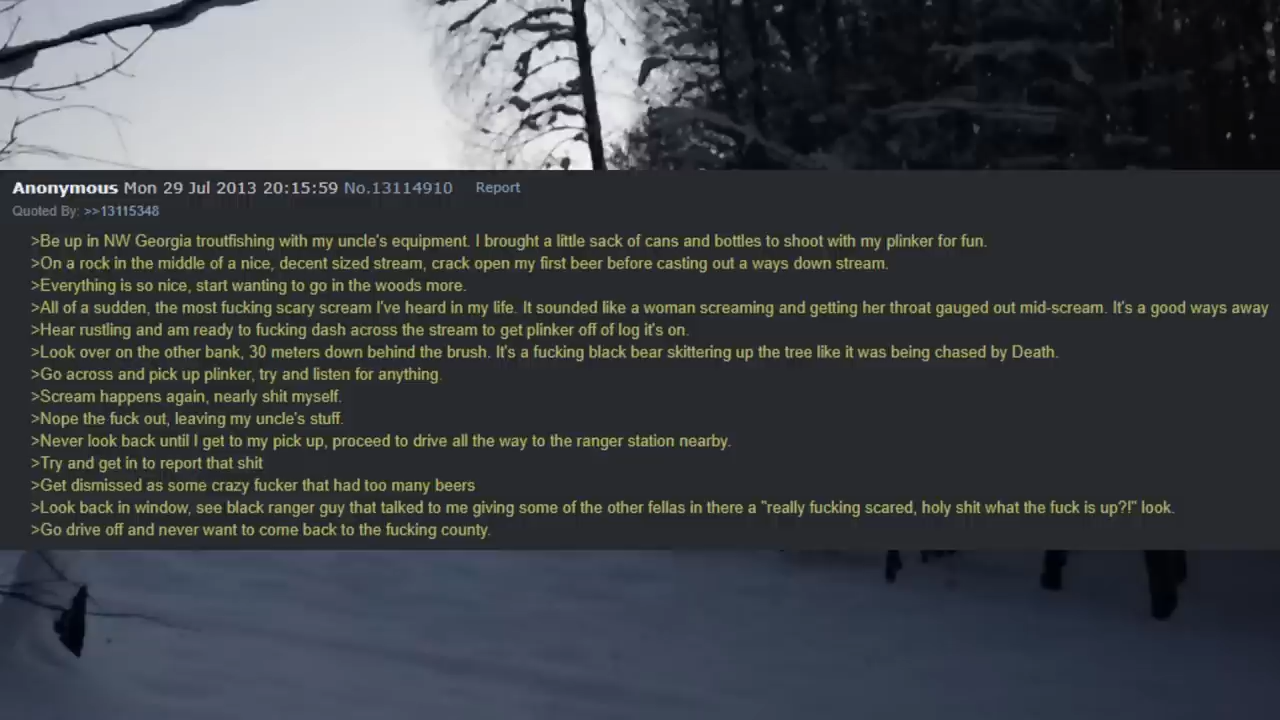 Anonymous Mon 29 Jul 2013 20:15:59 No.13114910 Report
Quoted By: >>13115348
>Be up in NW Georgia troutfishing with my uncle's equipment. I brought a little sack of cans and bottles to shoot with my plinker for fun.
>On a rock in the middle of a nice, decent sized stream, crack open my first beer before casting out a ways down stream.
>Everything is so nice, start wanting to go in the woods more.
>All of a sudden, the most fucking scary scream I've heard in my life. It sounded like a woman screaming and getting her throat gauged out mid-scream. It's a good ways away
>Hear rustling and am ready to fucking dash across the stream to get plinker off of log it's on.
>Look over on the other bank, 30 meters down behind the brush. It's a fucking black bear skittering up the tree like it was being chased by Death.
>Go across and pick up plinker, try and listen for anything.
>Scream happens again, nearly shit myself.
>Nope the fuck out, leaving my uncle's stuff.
>Never look back until I get to my pick up, proceed to drive all the way to the ranger station nearby.
>Try and get in to report that shit
>Get dismissed as some crazy fucker that had too many beers
>Look back in window, see black ranger guy that talked to me giving some of the other fellas in there a "really fucking scared, holy shit what the fuck is up?!" look.
>Go drive off and never want to come back to the fucking county.